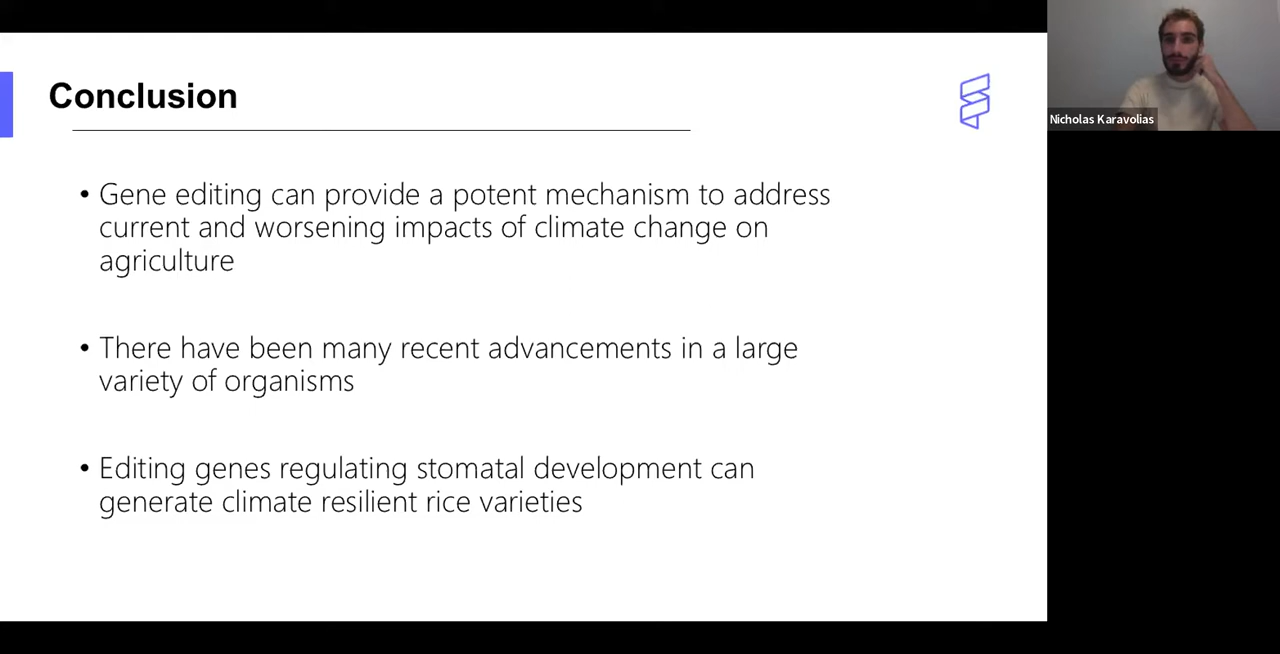 Conclusion
Nicholas Karavolias
• Gene editing can provide a potent mechanism to address
current and worsening impacts of climate change on
agriculture
• There have been many recent advancements in a large
variety of organisms
• Editing genes regulating stomatal development can
generate climate resilient rice varieties